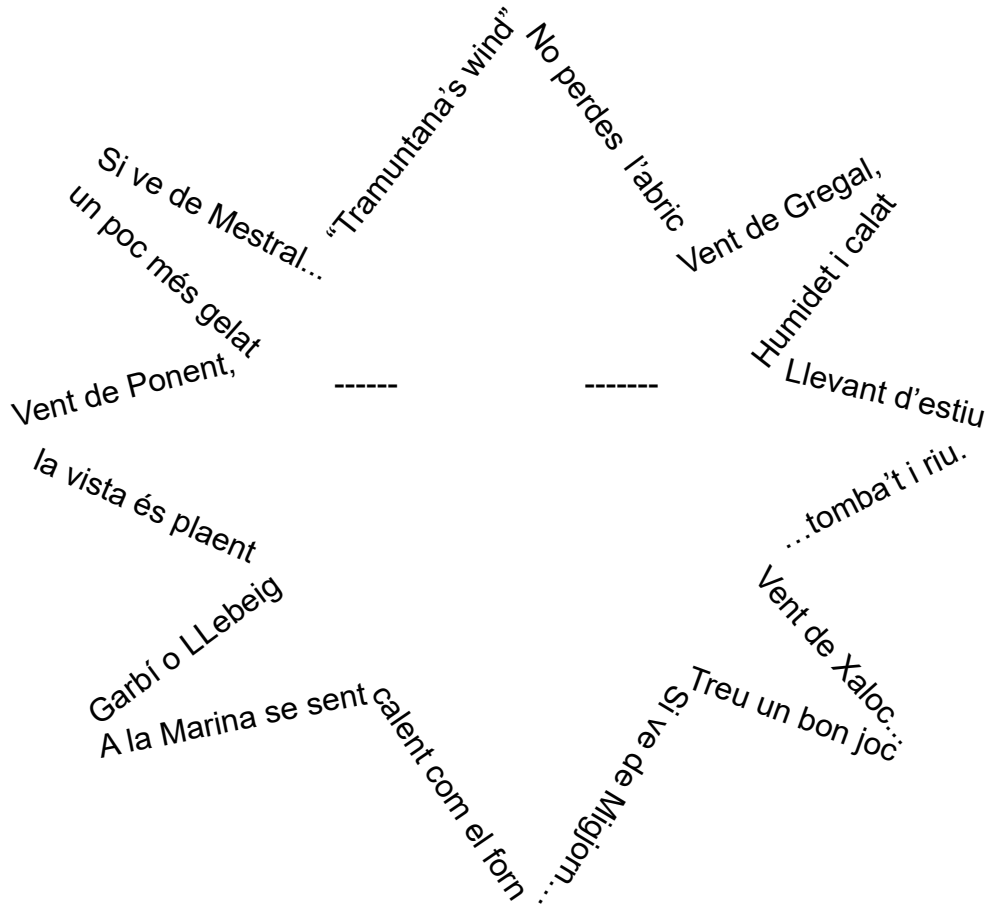 “Tramuntana’s wind”
No perdes l’abric
Vent de Gregal,
Humidet i calat
Llevant d’estiu
…tomba’t i riu.
Vent de Xaloc...
Treu un bon joc
Si ve de Migjorn...
calent com el forn
A la Marina se sent
Garbí o LLebeig
la vista és plaent
Vent de Ponent,
un poc més gelat
Si ve de Mestral...
------ -------